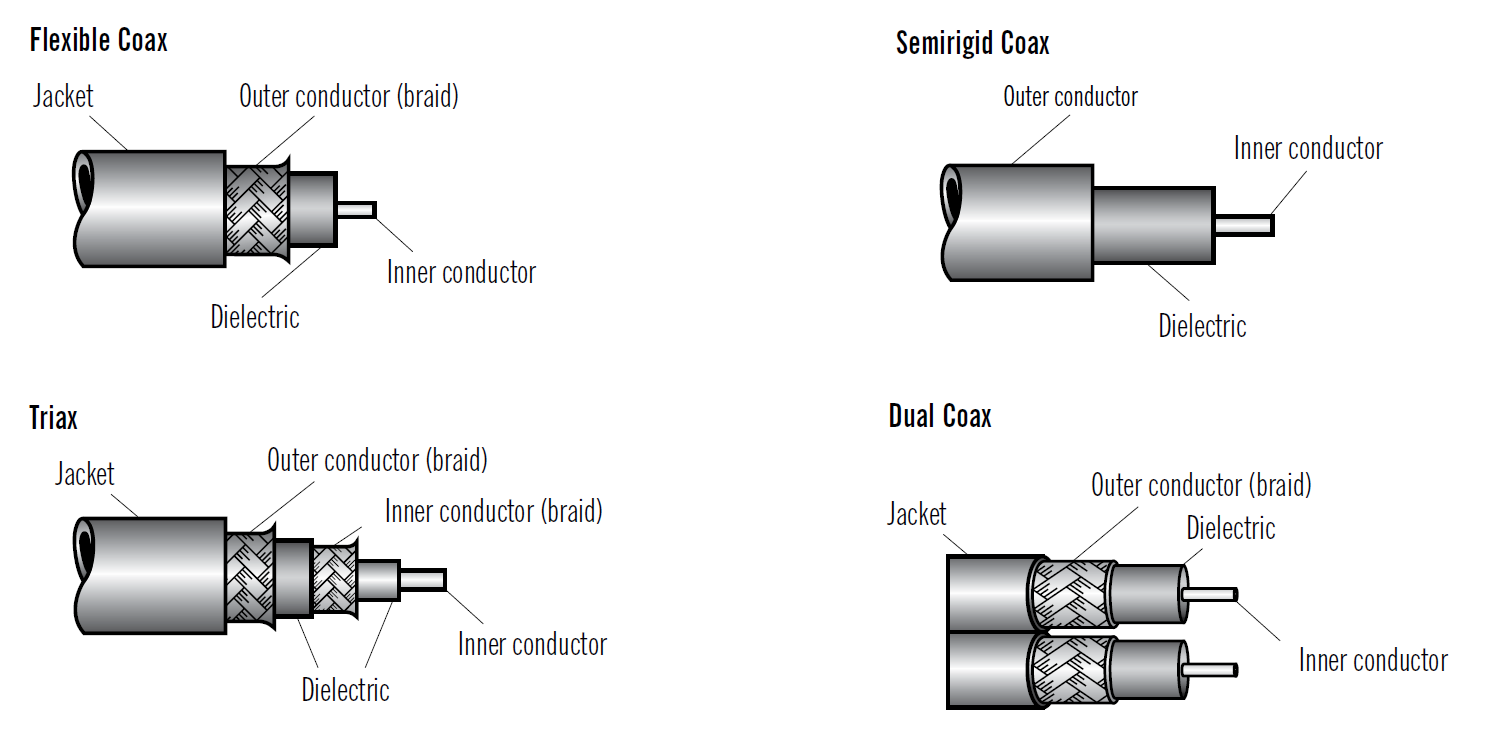 Flexible Coax
Jacket
Outer conductor (braid)
Inner conductor
Dielectric
Semirigid Coax
Outer conductor
Inner conductor
Dielectric
Triax
Jacket
Outer conductor (braid)
Inner conductor (braid)
Inner conductor
Dielectric
Dual Coax
Jacket
Outer conductor (braid)
Dielectric
Inner conductor